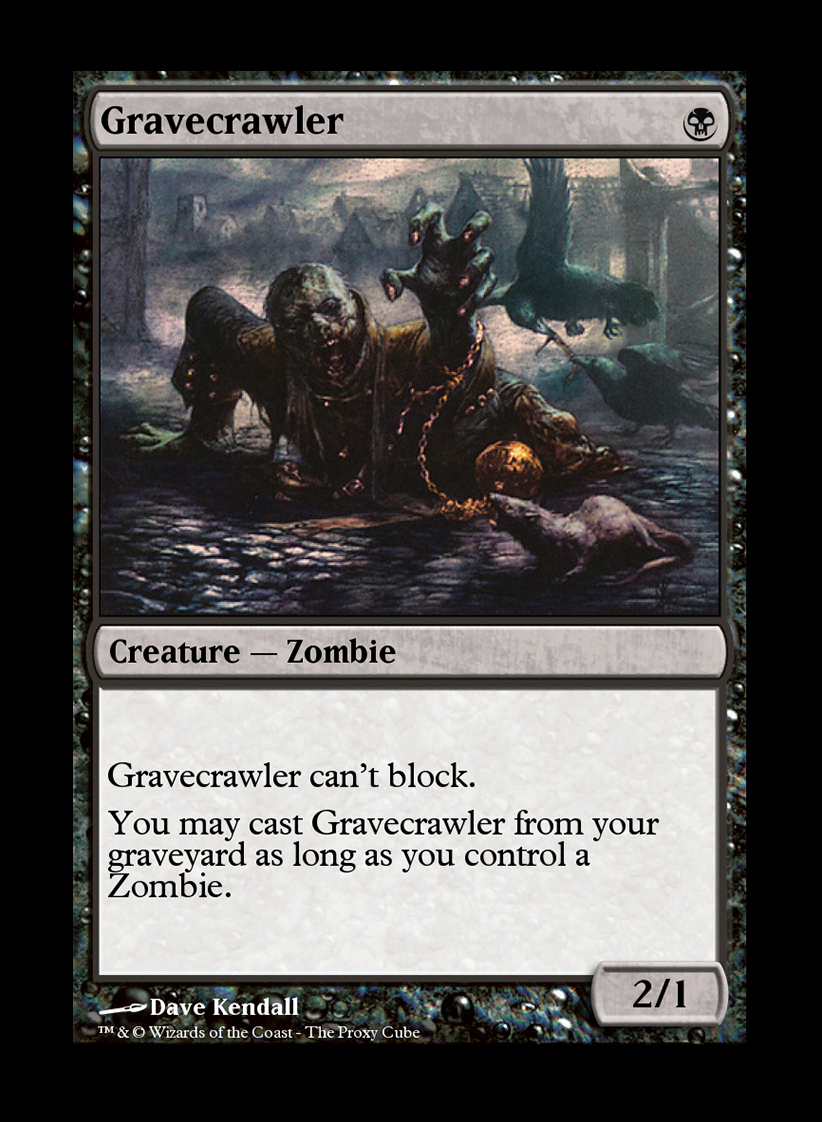 Gravecrawler
Creature — Zombie
Gravecrawler can't block.
You may cast Gravecrawler from your
graveyard as long as you control a
Zombie.
2/1
Dave Kendall
™ & © Wizards of the Coast - The Proxy Cube